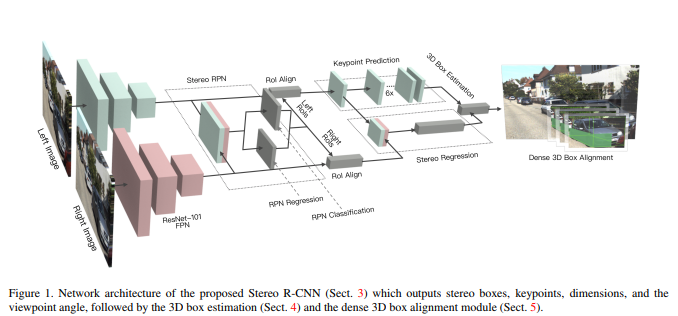 Stereo RPN
RoI Align
Keypoint Prediction
6x
3D Box Estimation
Left Image
Left
RoIs
Right
RoIs
Stereo Regression
Dense 3D Box Alignment
RoI Align
Right Image
ResNet-101
FPN
RPN Regression
RPN Classification
Figure 1. Network architecture of the proposed Stereo R-CNN (Sect. 3) which outputs stereo boxes, keypoints, dimensions, and the
viewpoint angle, followed by the 3D box estimation (Sect. 4) and the dense 3D box alignment module (Sect. 5).